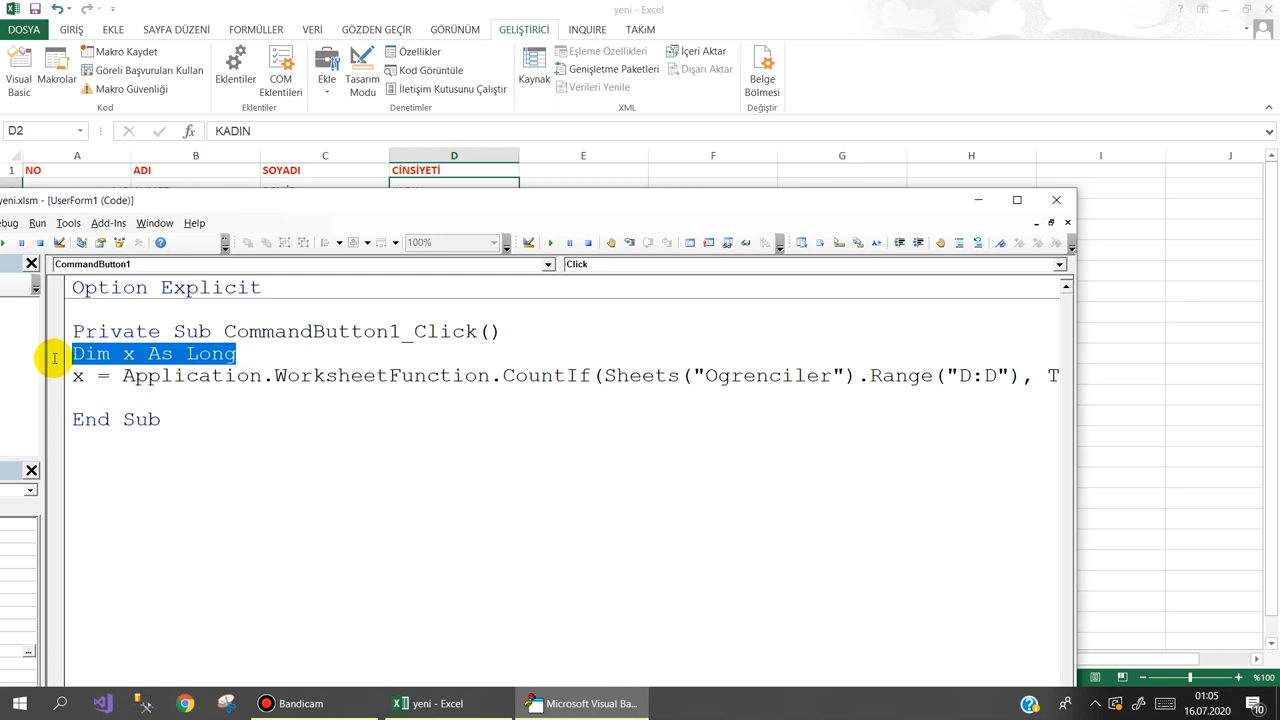 yeni - Excel
DOSYA GİRİŞ EKLE SAYFA DÜZENİ FORMÜLLER VERİ GÖZDEN GEÇİR GÖRÜNÜM GELİŞTİRİCİ INQUIRE TAKıM
Visual Basic
Makrolar
Makro Kaydet
Göreli Başvuruları Kullan
Makro Güvenliği
Kod
Eklentiler
COM Eklentileri
Eklentiler
Ekle
Tasarım Modu
Özellikler
Kod Görüntüle
İletişim Kutusunu Çalıştır
Denetimler
Kaynak
Eşleme Özellikleri
Genişletme Paketleri
Verileri Yenile
İçeri Aktar
Dışarı Aktar
XML
Belge Bölmesi
Değiştir
D2 fx KADIN
A B C D E F G H I J
1 NO ADI SOYADI CİNSİYETİ
yeni.xlsm - [UserForm1 (Code)]
ebug Run Tools Add-Ins Window Help
100%
CommandButton1 Click
Option Explicit
Private Sub CommandButton1_Click()
Dim x As Long
x = Application.WorksheetFunction.CountIf(Sheets("Ogrenciler").Range("D:D"), T
End Sub
%100
Bandicam
yeni - Excel
Microsoft Visual Ba...
01:05
16.07.2020
10